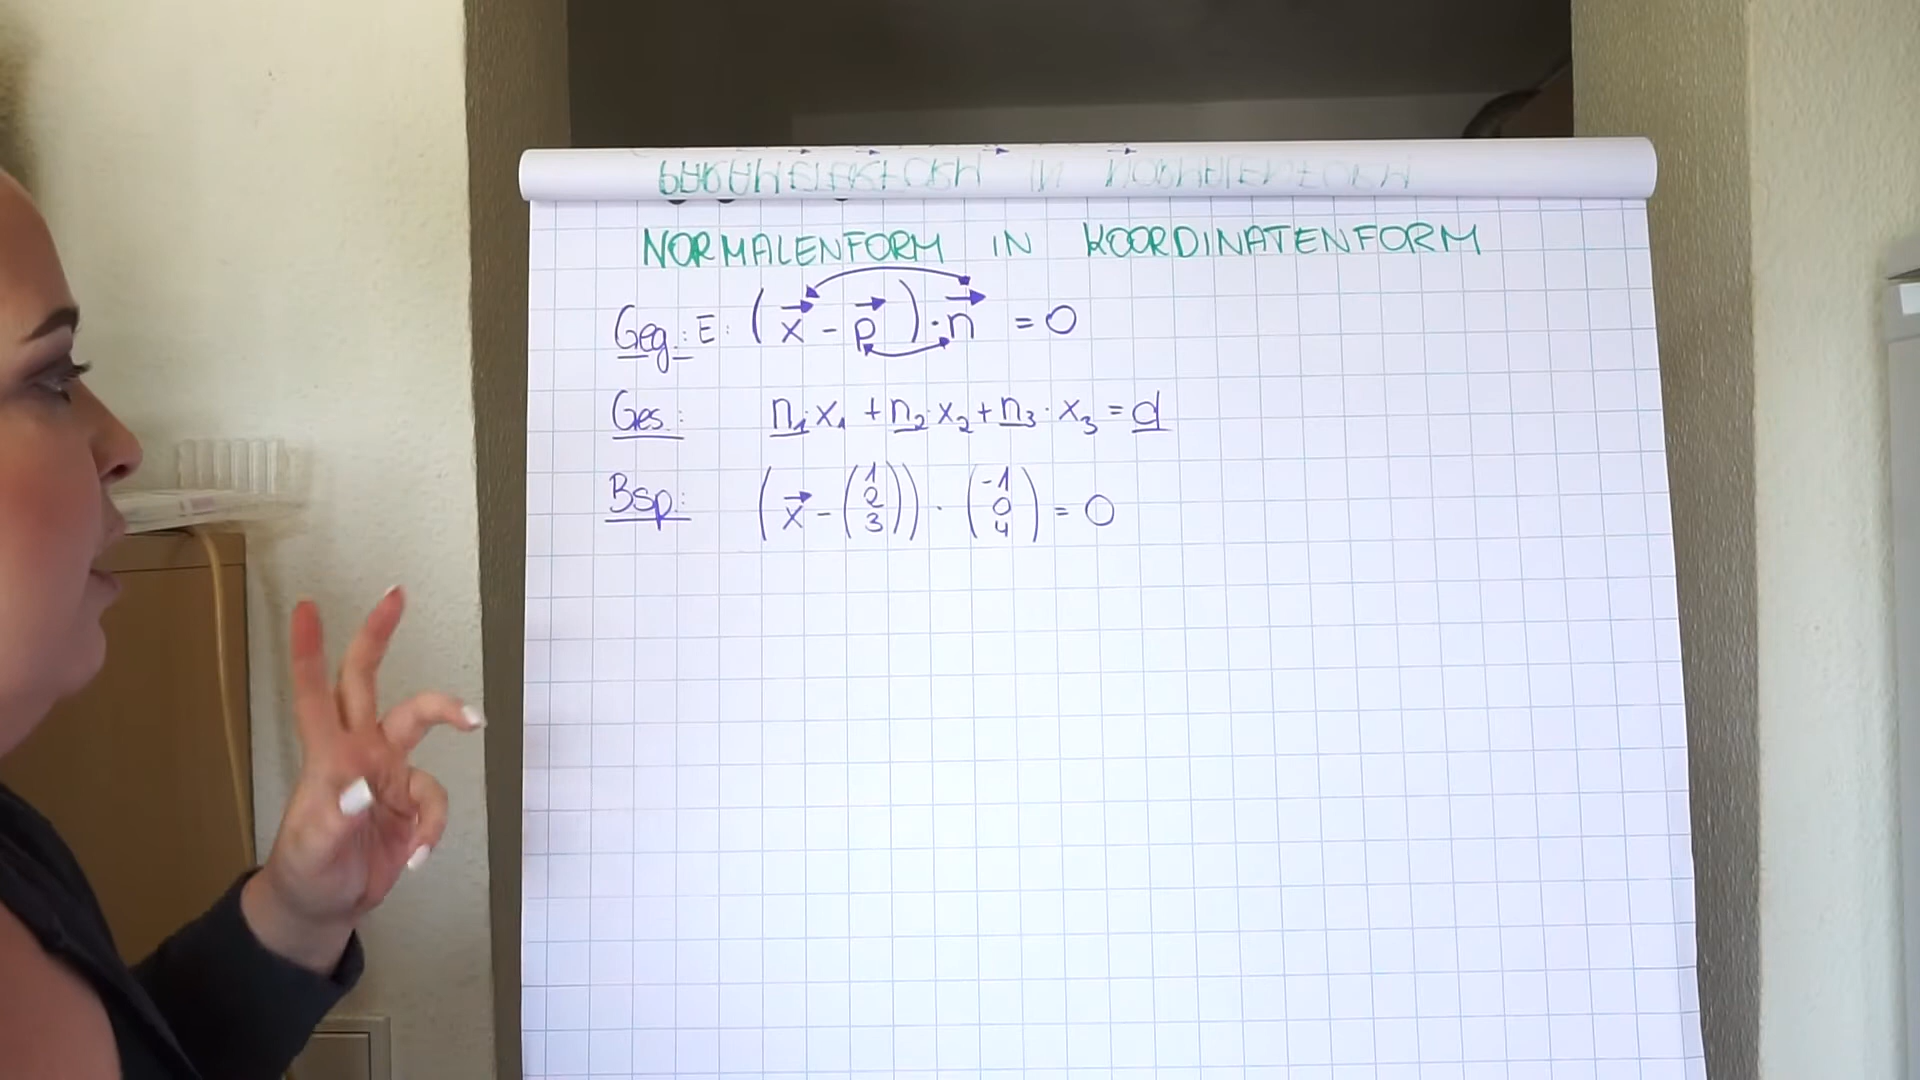 NORMALENFORM IN KOORDINATENFORM
Geg.: E: (x⃗ - p⃗) · n⃗ = 0
Ges.: n₁·x₁ + n₂·x₂ + n₃·x₃ = d
Bsp.: (x⃗ - (1 2 3)) · (-1 0 4) = 0